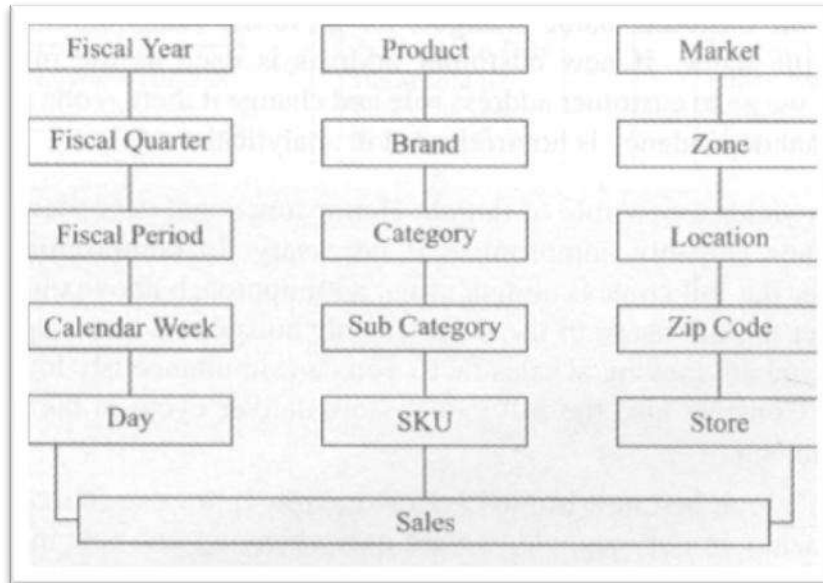 Fiscal Year
Product
Market
Fiscal Quarter
Brand
Zone
Fiscal Period
Category
Location
Calendar Week
Sub Category
Zip Code
Day
SKU
Store
Sales